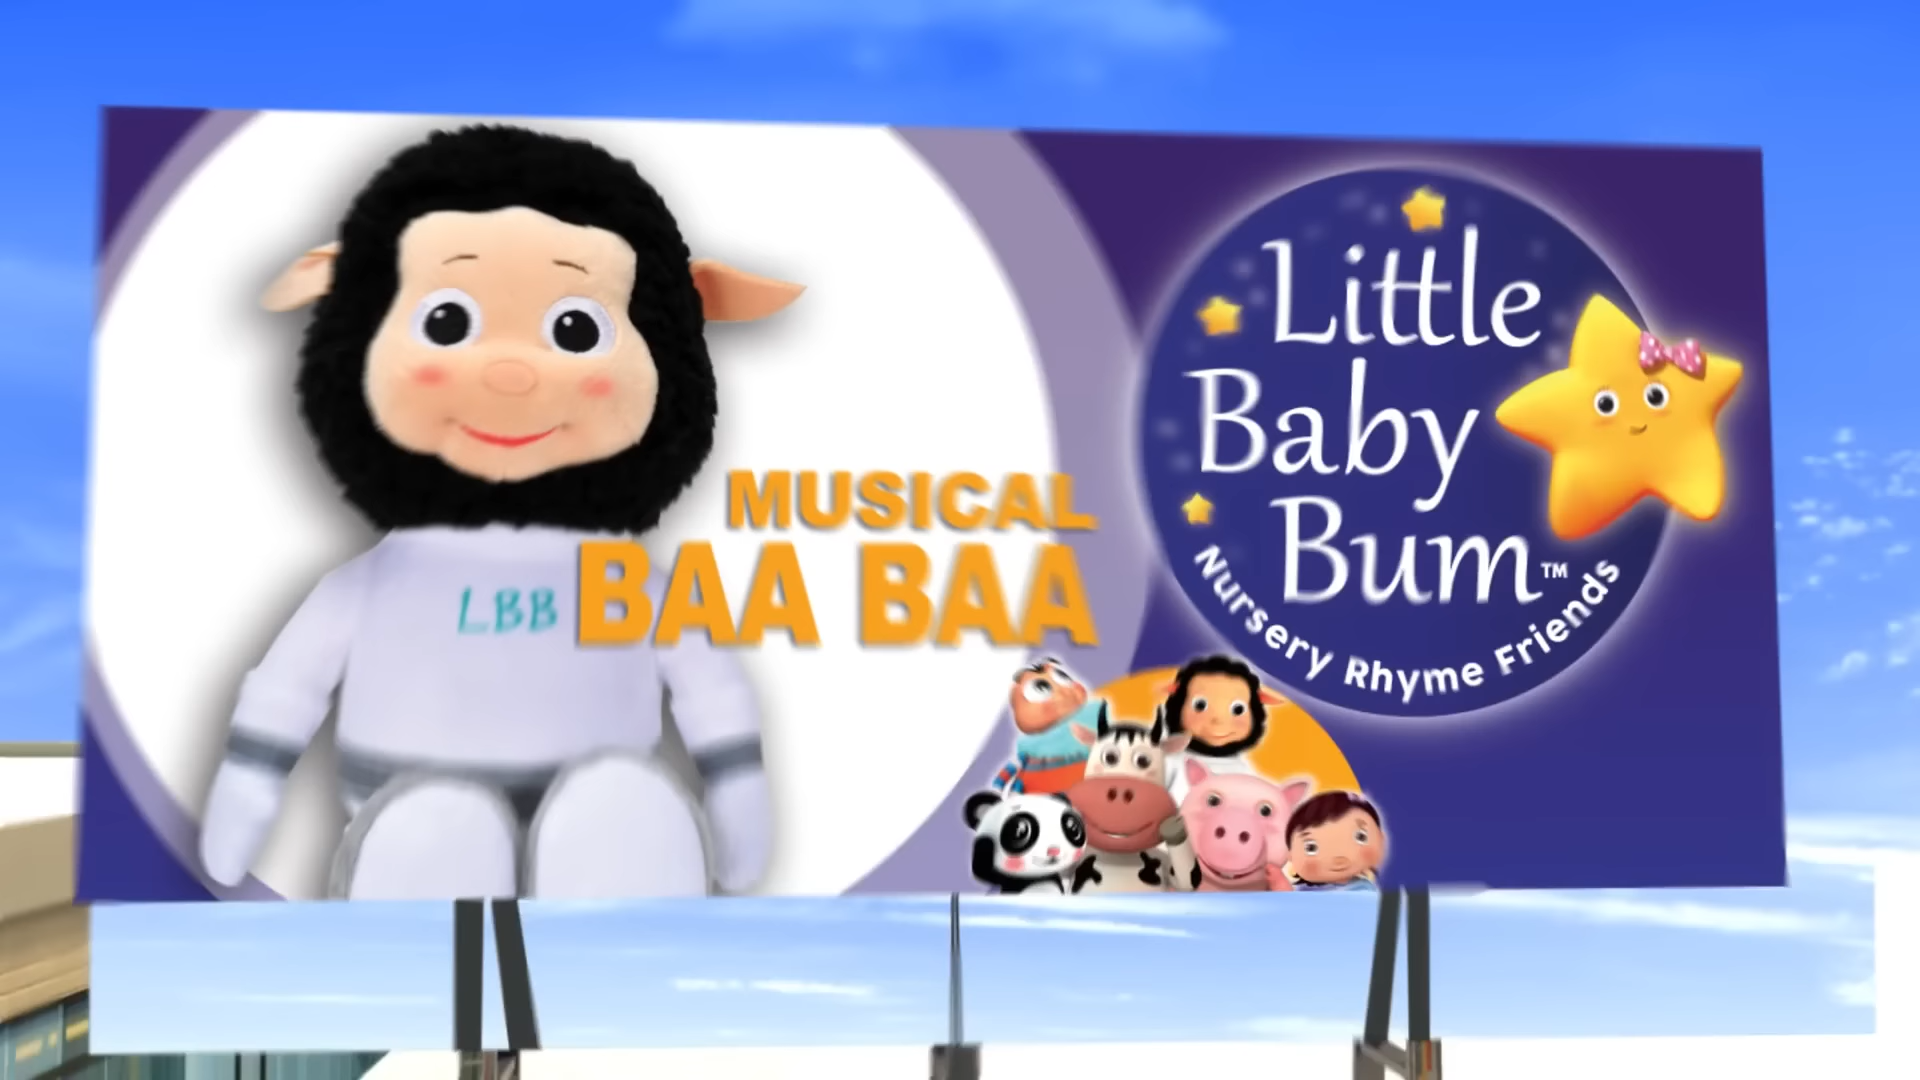 LBB
MUSICAL
BAA BAA
Little
Baby
Bum™
Nursery Rhyme Friends